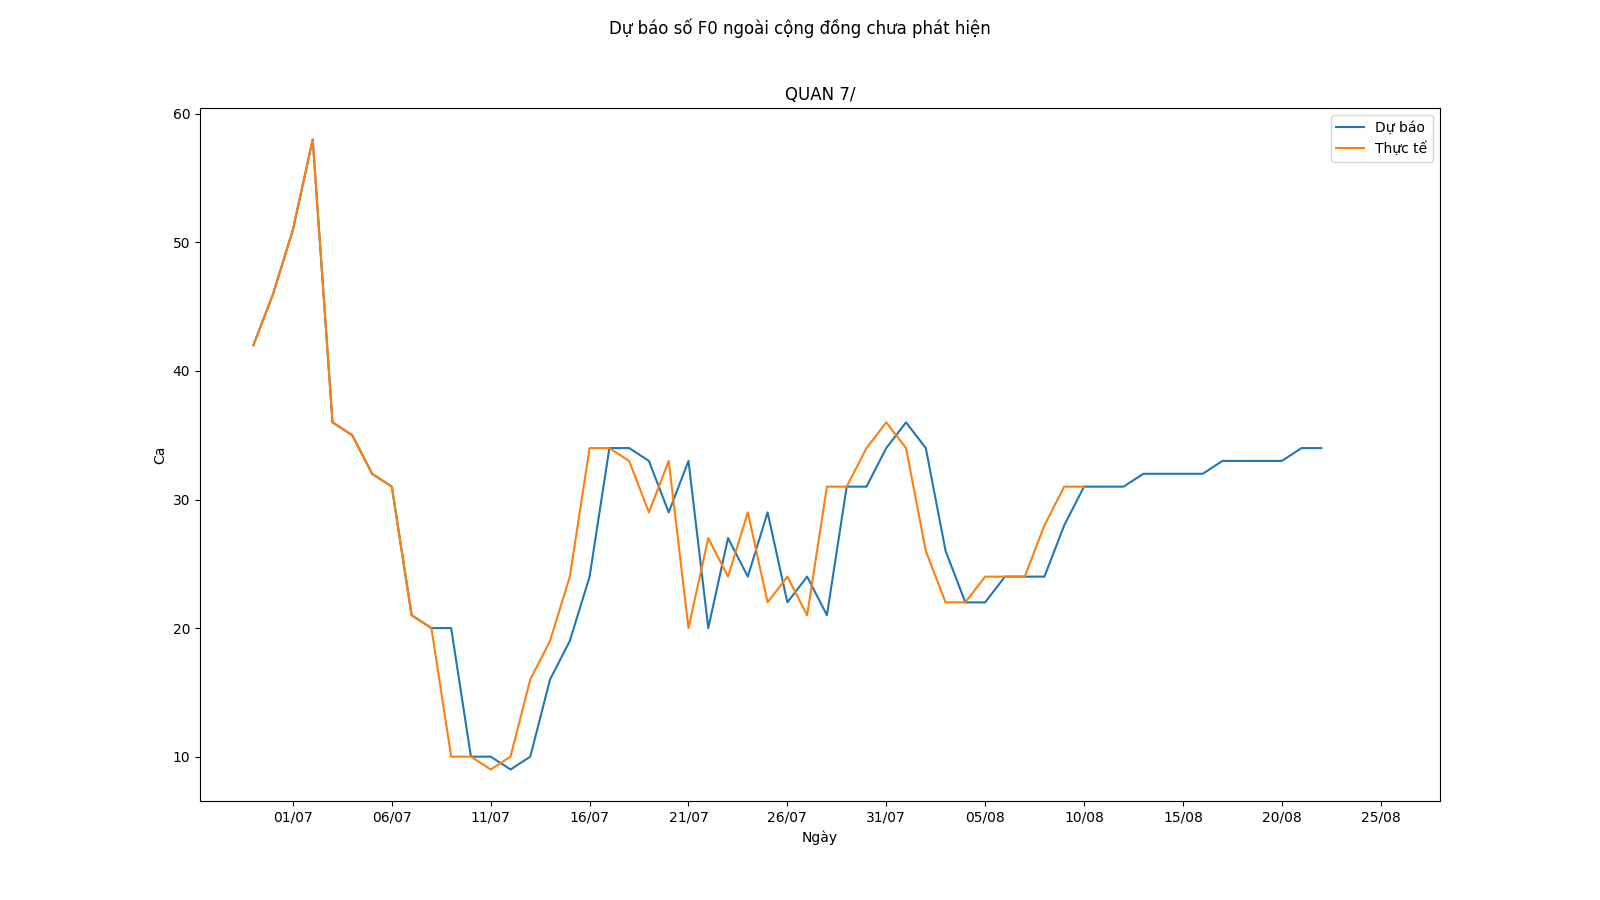 Dự báo số F0 ngoài cộng đồng chưa phát hiện
QUAN 7/
Dự báo
Thực tế
60
50
40
30
20
10
Ca
01/07 06/07 11/07 16/07 21/07 26/07 31/07 05/08 10/08 15/08 20/08 25/08
Ngày